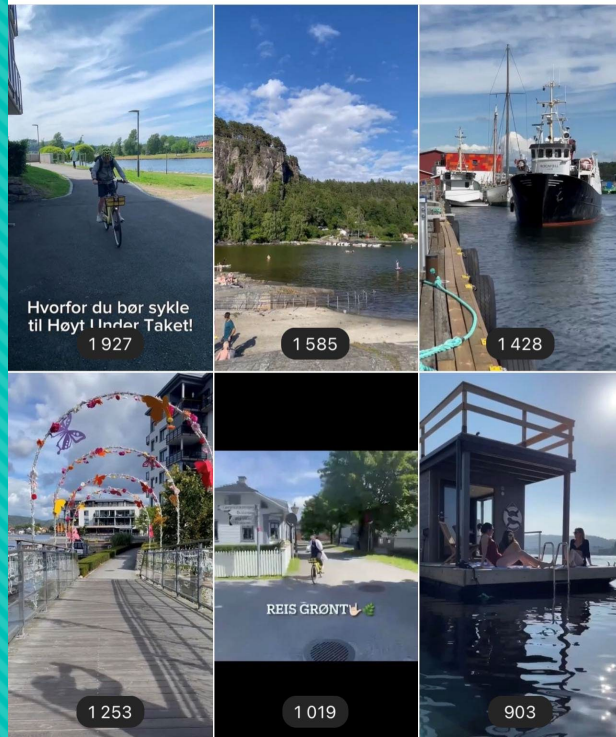 Hvorfor du bør sykle
til Høyt Under Taket!
1 927
1 585
1 428
1 253
REIS GRØNT🤟🏻🌿
1 019
903